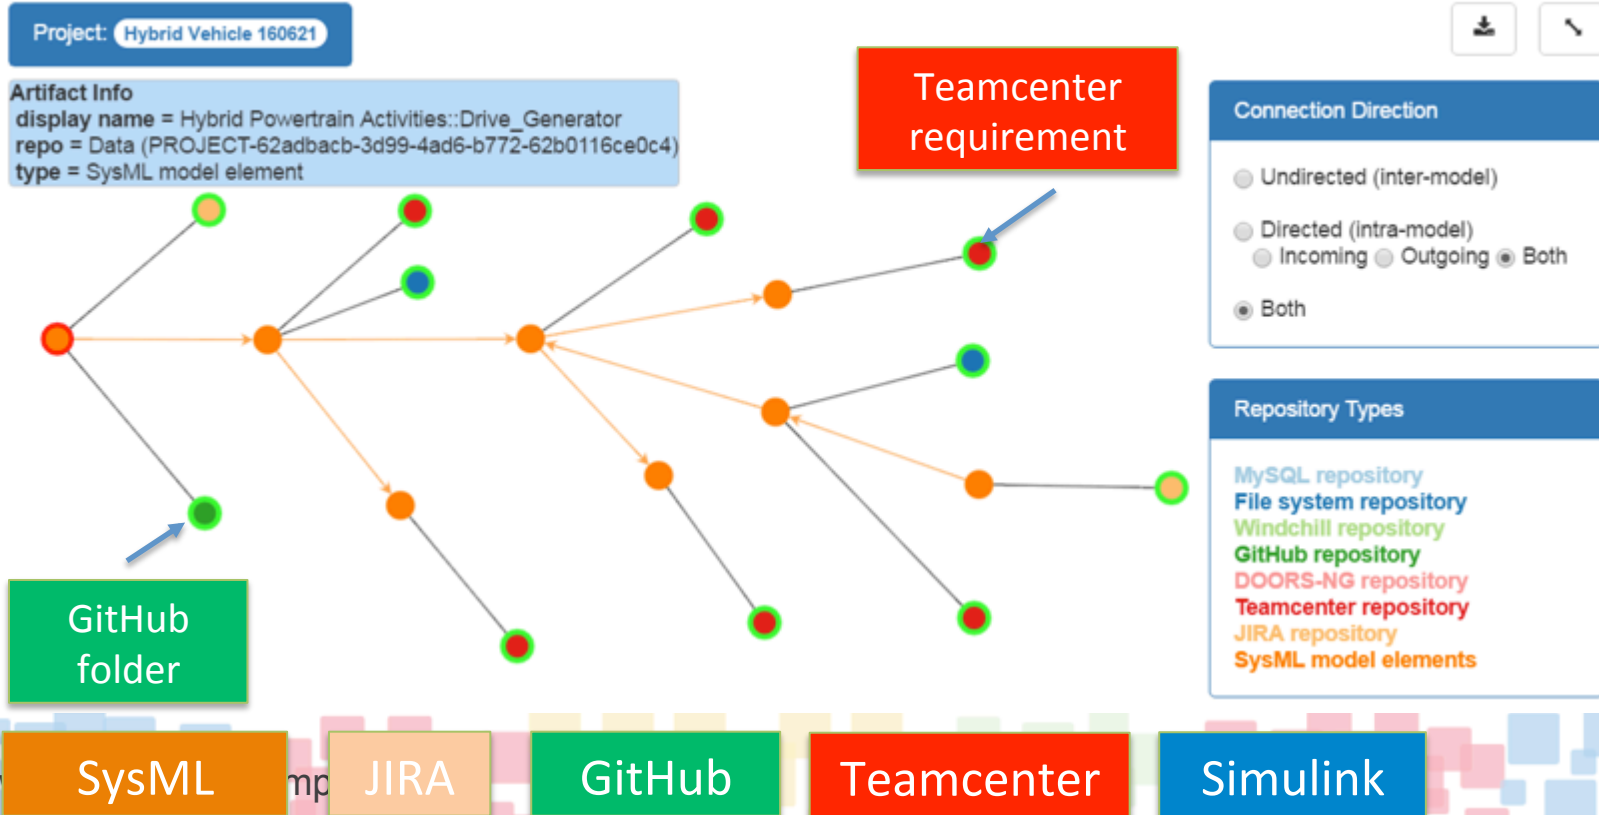 Project: Hybrid Vehicle 160621
Artifact Info
display name = Hybrid Powertrain Activities::Drive_Generator
repo = Data (PROJECT-62adbacb-3d99-4ad6-b772-62b0116ce0c4)
type = SysML model element
Teamcenter
requirement
Connection Direction
Undirected (inter-model)
Directed (intra-model)
Incoming Outgoing Both
Both
Repository Types
MySQL repository
File system repository
Windchill repository
GitHub repository
DOORS-NG repository
Teamcenter repository
JIRA repository
SysML model elements
GitHub
folder
SysML
mp
JIRA
GitHub
Teamcenter
Simulink